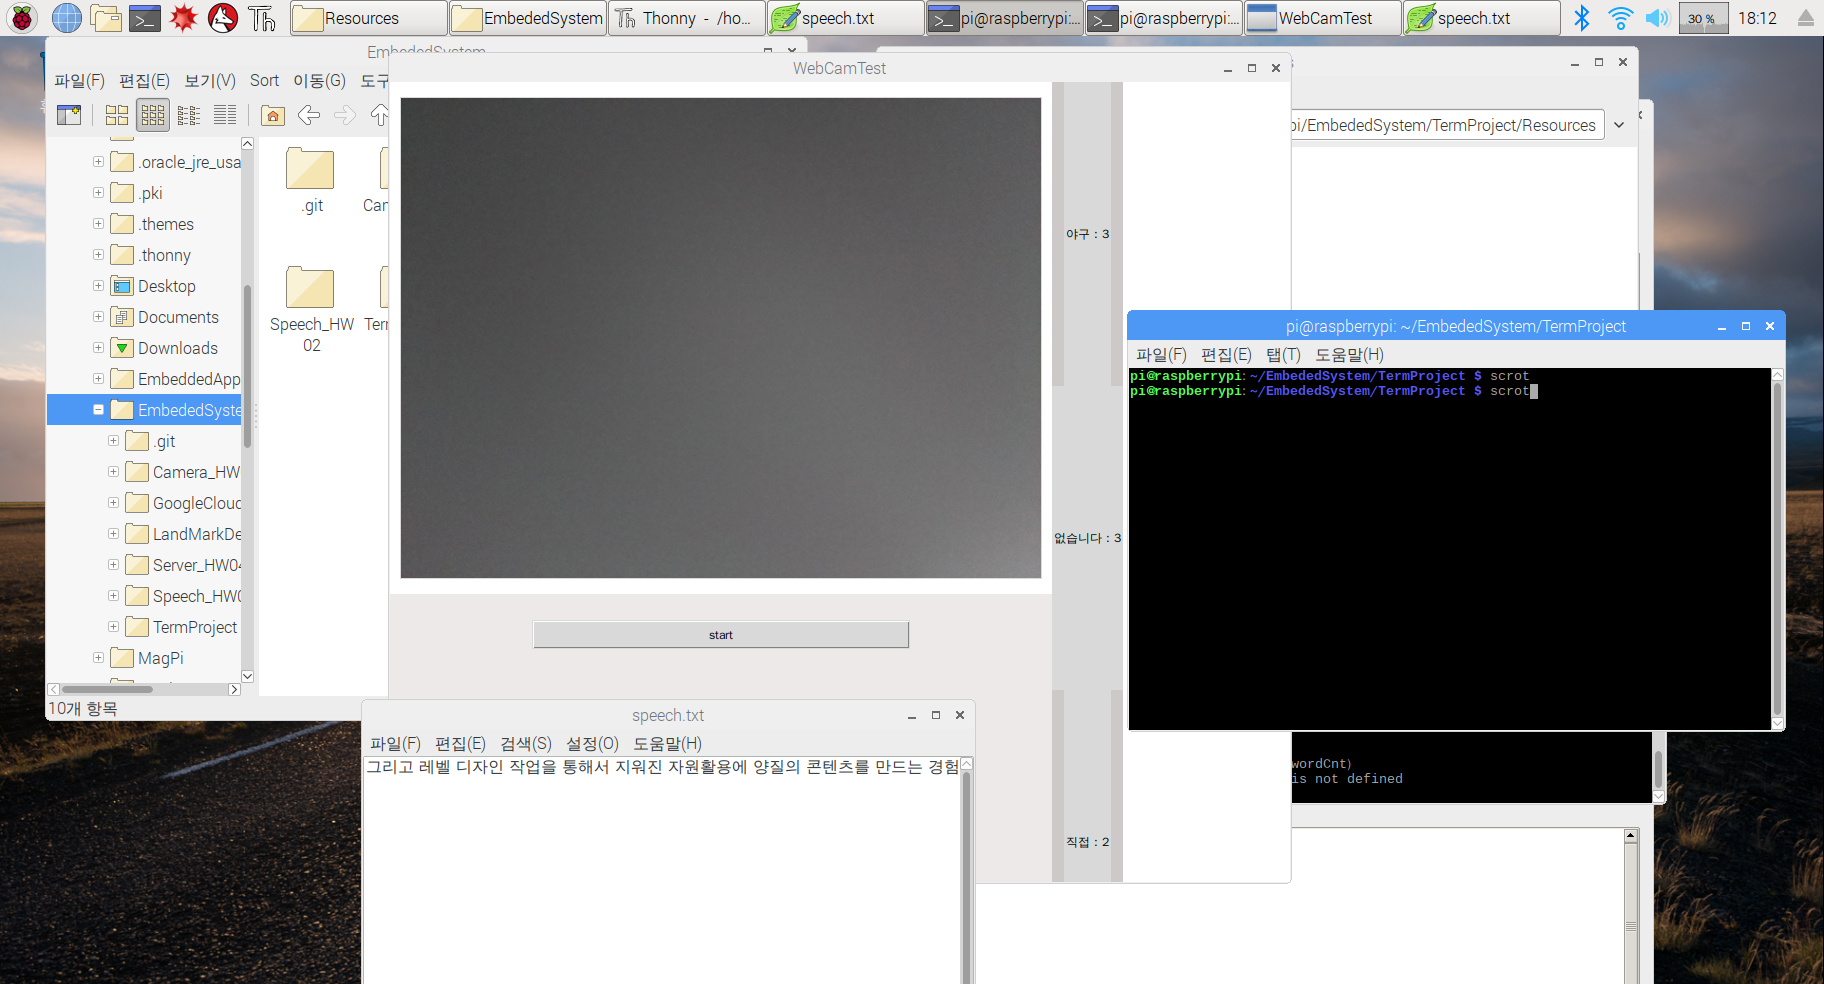 Resources
EmbededSystem
Thonny - /ho...
speech.txt
pi@raspberrypi:...
pi@raspberrypi:...
WebCamTest
speech.txt
30 %
18:12
EmbededSystem
파일(F) 편집(E) 보기(V) Sort 이동(G) 도구
.oracle_jre_usa
.pki
.themes
.thonny
Desktop
Documents
Downloads
EmbeddedApp
EmbededSyste
.git
Camera_HW
GoogleCloud
LandMarkDe
Server_HW04
Speech_HW0
TermProject
MagPi
10개 항목
.git
Cam
Speech_HW
02
Tern
WebCamTest
야구 : 3
없습니다 : 3
직접 : 2
start
pi/EmbededSystem/TermProject/Resources
pi@raspberrypi: ~/EmbededSystem/TermProject
파일(F) 편집(E) 탭(T) 도움말(H)
pi@raspberrypi:~/EmbededSystem/TermProject $ scrot
pi@raspberrypi:~/EmbededSystem/TermProject $ scrot
wordCnt)
is not defined
speech.txt
파일(F) 편집(E) 검색(S) 설정(O) 도움말(H)
그리고 레벨 디자인 작업을 통해서 지워진 자원활용에 양질의 콘텐츠를 만드는 경험